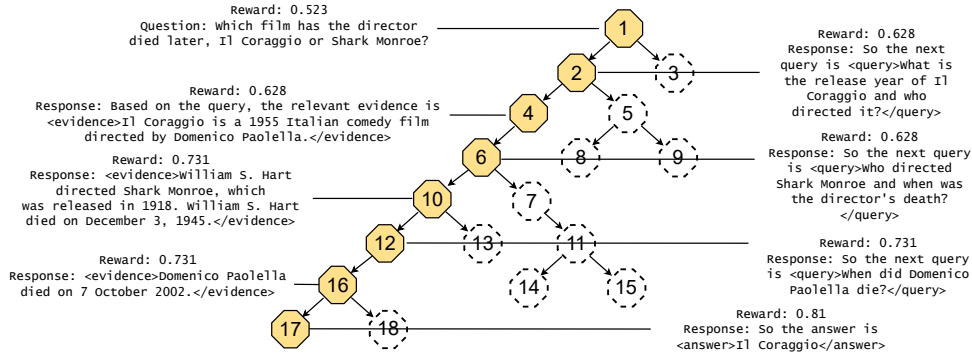 Reward: 0.523
Question: Which film has the director
died later, Il Coraggio or Shark Monroe?
1
Reward: 0.628
Response: So the next
query is <query>What is
the release year of Il
Coraggio and who
directed it?</query>
2
3
Reward: 0.628
Response: Based on the query, the relevant evidence is
<evidence>Il Coraggio is a 1955 Italian comedy film
directed by Domenico Paolella.</evidence>
4
5
Reward: 0.628
Response: So the next query
is <query>Who directed
Shark Monroe and when was
the director's death?
</query>
6
8
9
Reward: 0.731
Response: <evidence>William S. Hart
directed Shark Monroe, which
was released in 1918. William S. Hart
died on December 3, 1945.</evidence>
10
7
12
13
11
Reward: 0.731
Response: So the next query
is <query>When did Domenico
Paolella die?</query>
Reward: 0.731
Response: <evidence>Domenico Paolella
died on 7 October 2002.</evidence>
16
14
15
17
18
Reward: 0.81
Response: So the answer is
<answer>Il Coraggio</answer>